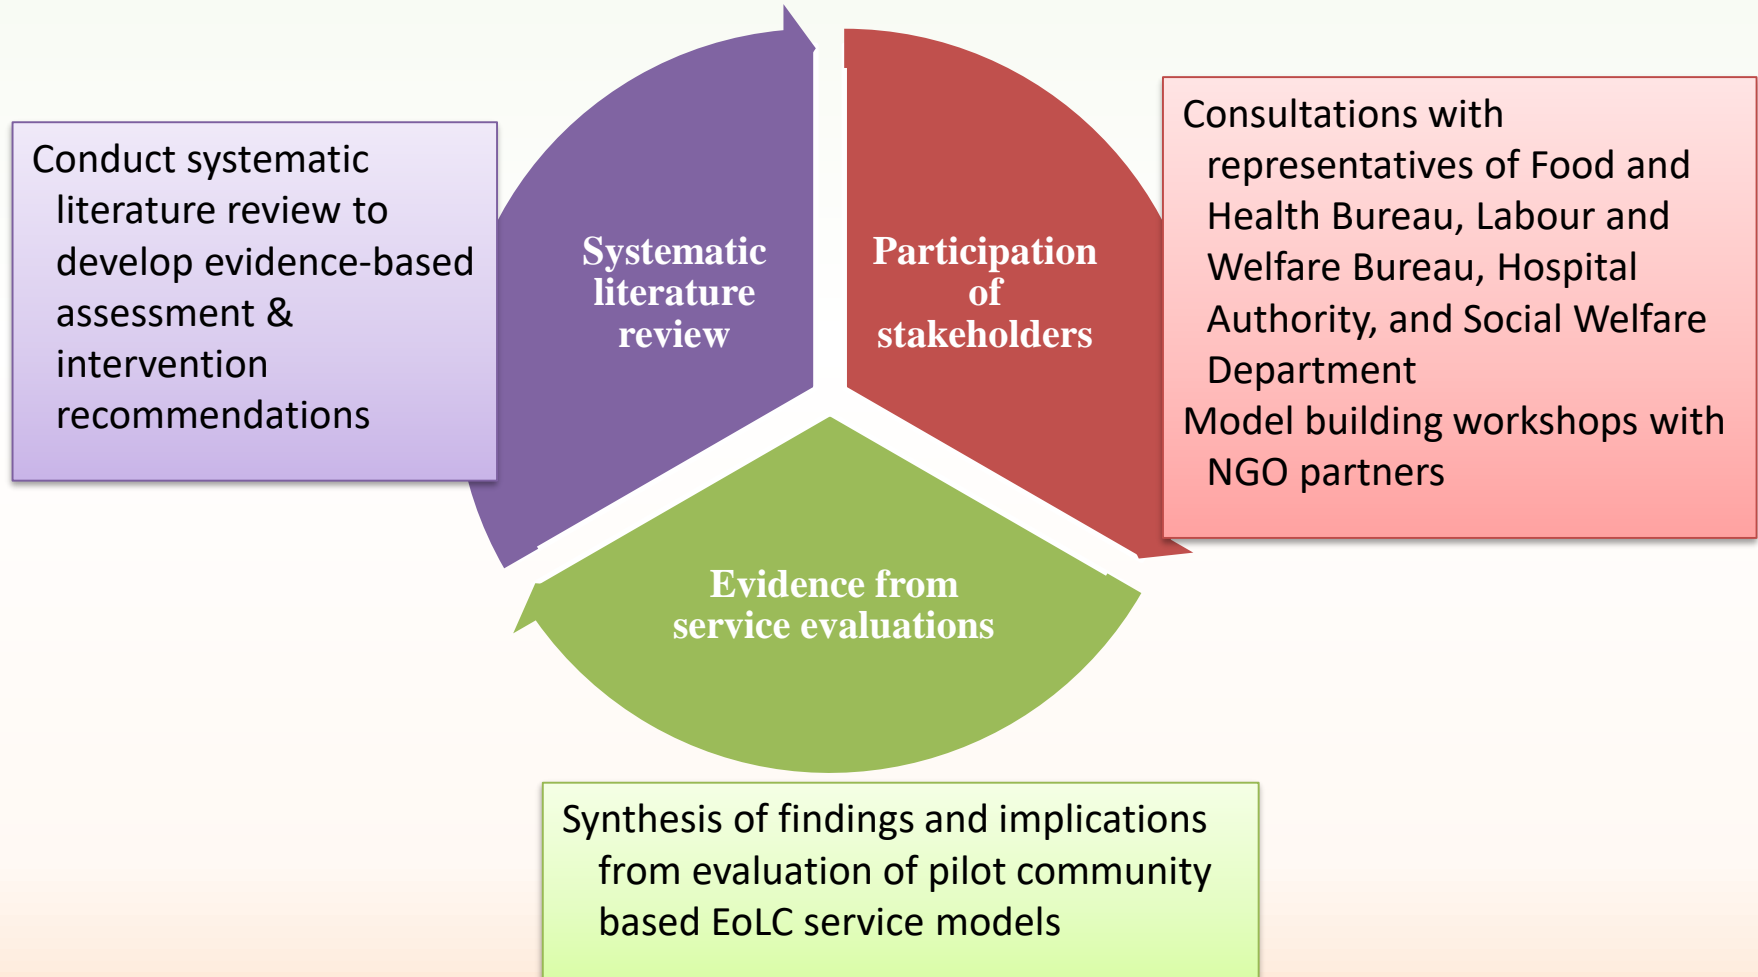 Conduct systematic
literature review to
develop evidence-based
assessment &
intervention
recommendations
Systematic
literature
review
Participation
of
stakeholders
Consultations with
representatives of Food and
Health Bureau, Labour and
Welfare Bureau, Hospital
Authority, and Social Welfare
Department
Model building workshops with
NGO partners
Evidence from
service evaluations
Synthesis of findings and implications
from evaluation of pilot community
based EoLC service models